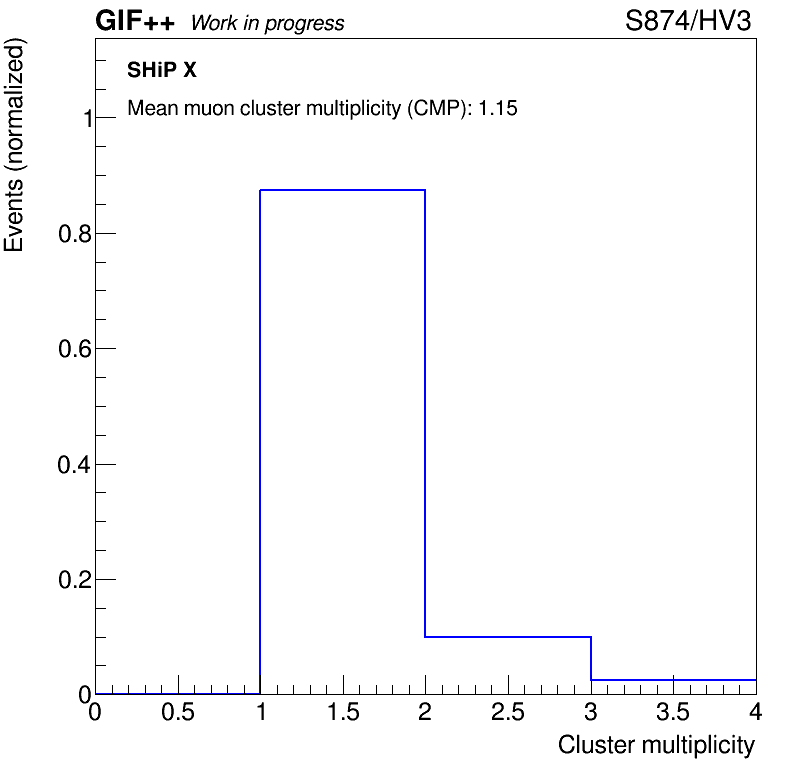 GIF++ Work in progress S874/HV3
SHiP X
Mean muon cluster multiplicity (CMP): 1.15
Events (normalized)
1
0.8
0.6
0.4
0.2
0
0 0.5 1 1.5 2 2.5 3 3.5 4
Cluster multiplicity